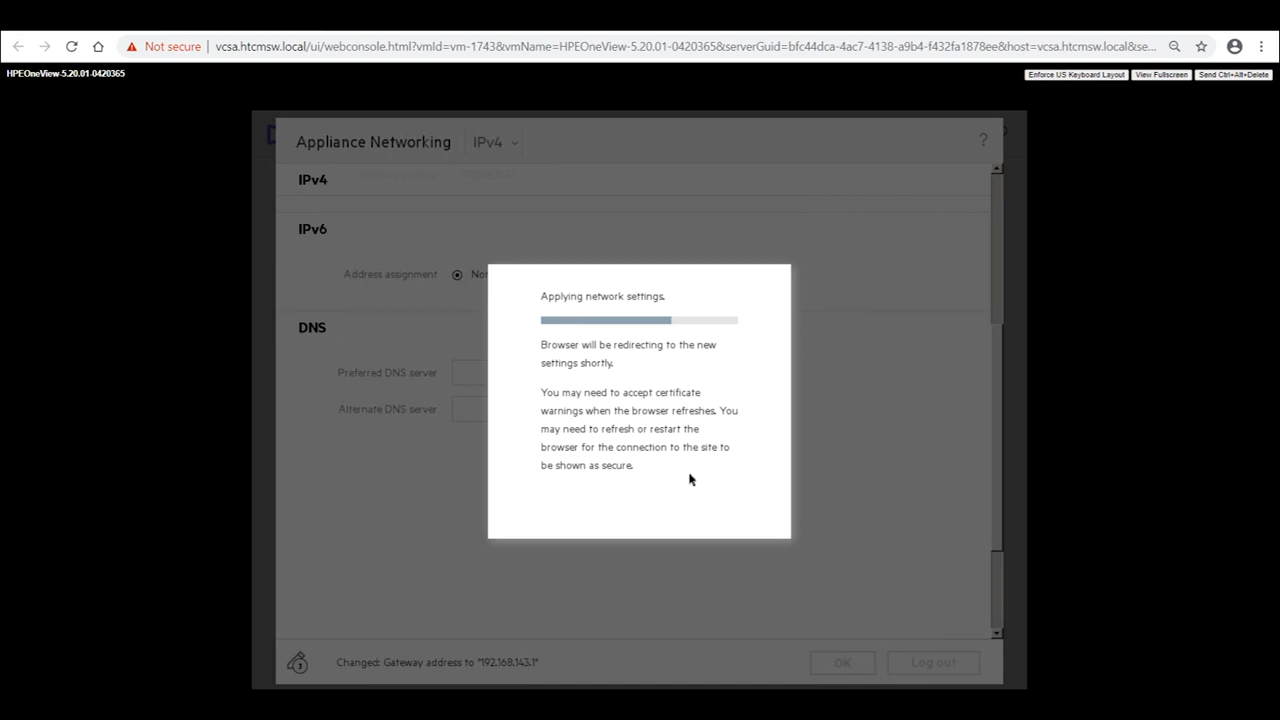 Not secure
vcsa.htcmsw.local/ui/webconsole.html?vmId=vm-1743&vmName=HPEOneView-5.20.01-0420365&serverGuid=bfc44dca-4ac7-4138-a9b4-f432fa1878ee&host=vcsa.htcmsw.local&se...
HPEOneView-5.20.01-0420365
Enforce US Keyboard Layout
View Fullscreen
Send Ctrl+Alt+Delete
Appliance Networking
IPv4
?
IPv4
IPv6
Address assignment
DNS
Preferred DNS server
Alternate DNS server
Applying network settings.
Browser will be redirecting to the new
settings shortly.
You may need to accept certificate
warnings when the browser refreshes. You
may need to refresh or restart the
browser for the connection to the site to
be shown as secure.
3
Changed: Gateway address to "192.168.143.1"
OK
Log out